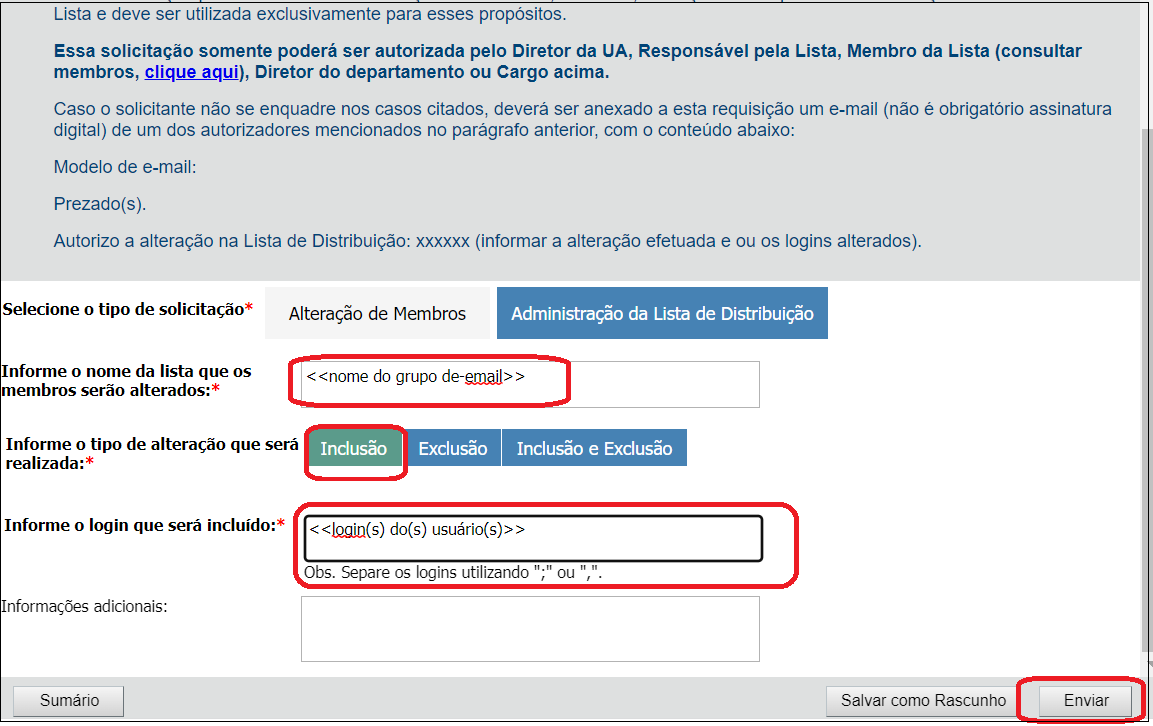 Lista e deve ser utilizada exclusivamente para esses propósitos.
Essa solicitação somente poderá ser autorizada pelo Diretor da UA, Responsável pela Lista, Membro da Lista (consultar
membros, clique aqui), Diretor do departamento ou Cargo acima.
Caso o solicitante não se enquadre nos casos citados, deverá ser anexado a esta requisição um e-mail (não é obrigatório assinatura
digital) de um dos autorizadores mencionados no parágrafo anterior, com o conteúdo abaixo:
Modelo de e-mail:
Prezado(s).
Autorizo a alteração na Lista de Distribuição: xxxxxx (informar a alteração efetuada e ou os logins alterados).
Selecione o tipo de solicitação* Alteração de Membros Administração da Lista de Distribuição
Informe o nome da lista que os
membros serão alterados:*
<<nome do grupo de-email>>
Informe o tipo de alteração que será
realizada:*
Inclusão Exclusão Inclusão e Exclusão
Informe o login que será incluído:*
<<login(s) do(s) usuário(s)>>
Obs. Separe os logins utilizando ";" ou ",".
Informações adicionais:
Sumário Salvar como Rascunho Enviar